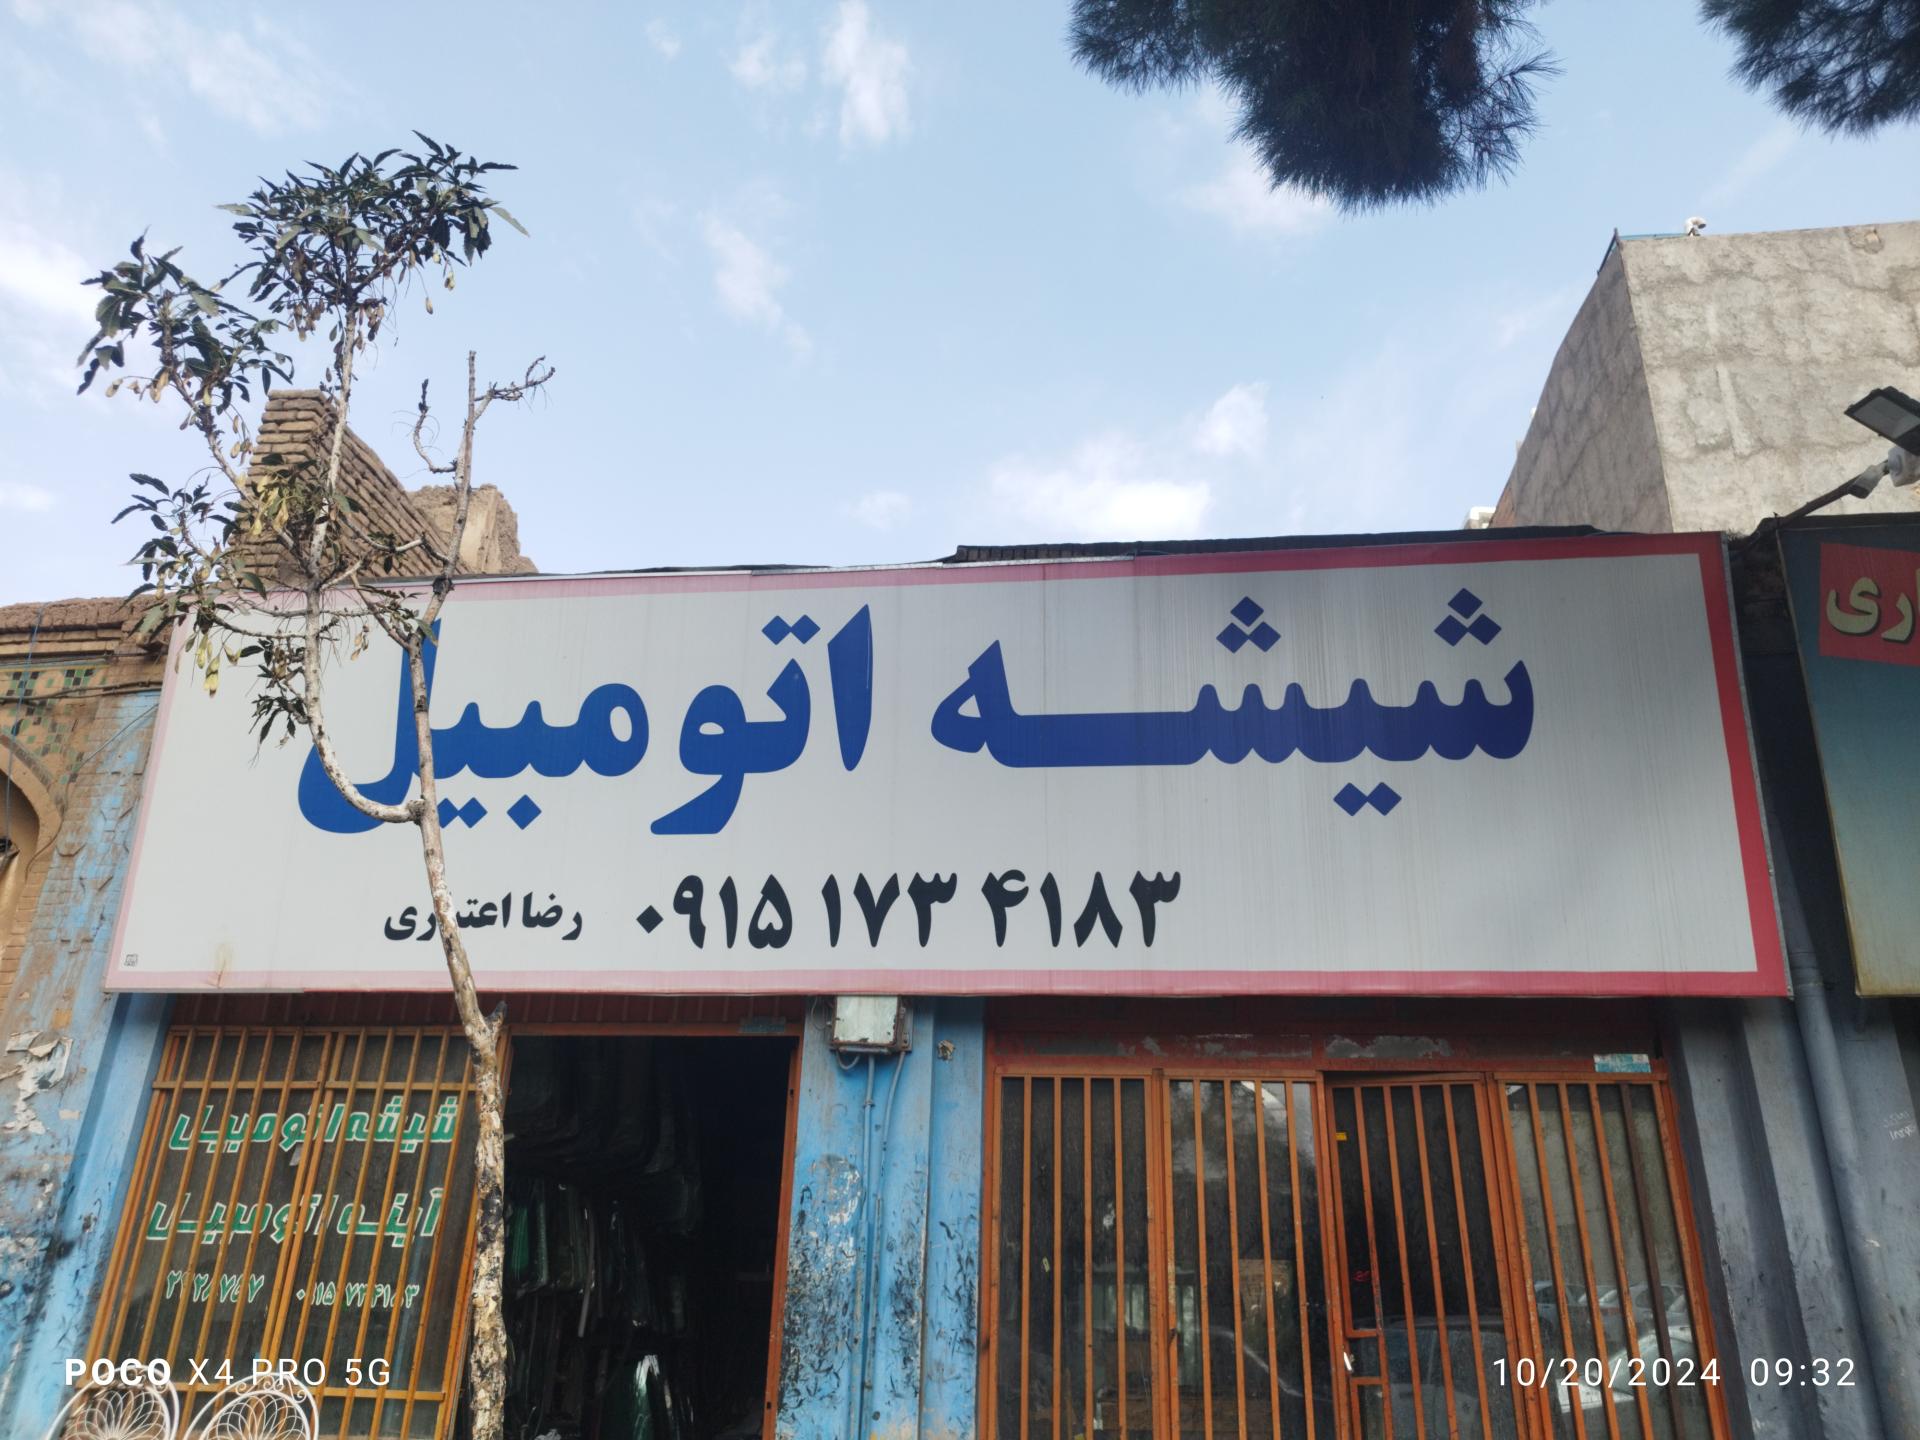 شیشه اتومبیل
۰۹۱۵ ۱۷۳ ۴۱۸۳ رضا
اری
شیشه اتومبیل
آینه اتومبیل
POCO X4 PRO 5G
10/20/2024 09:32